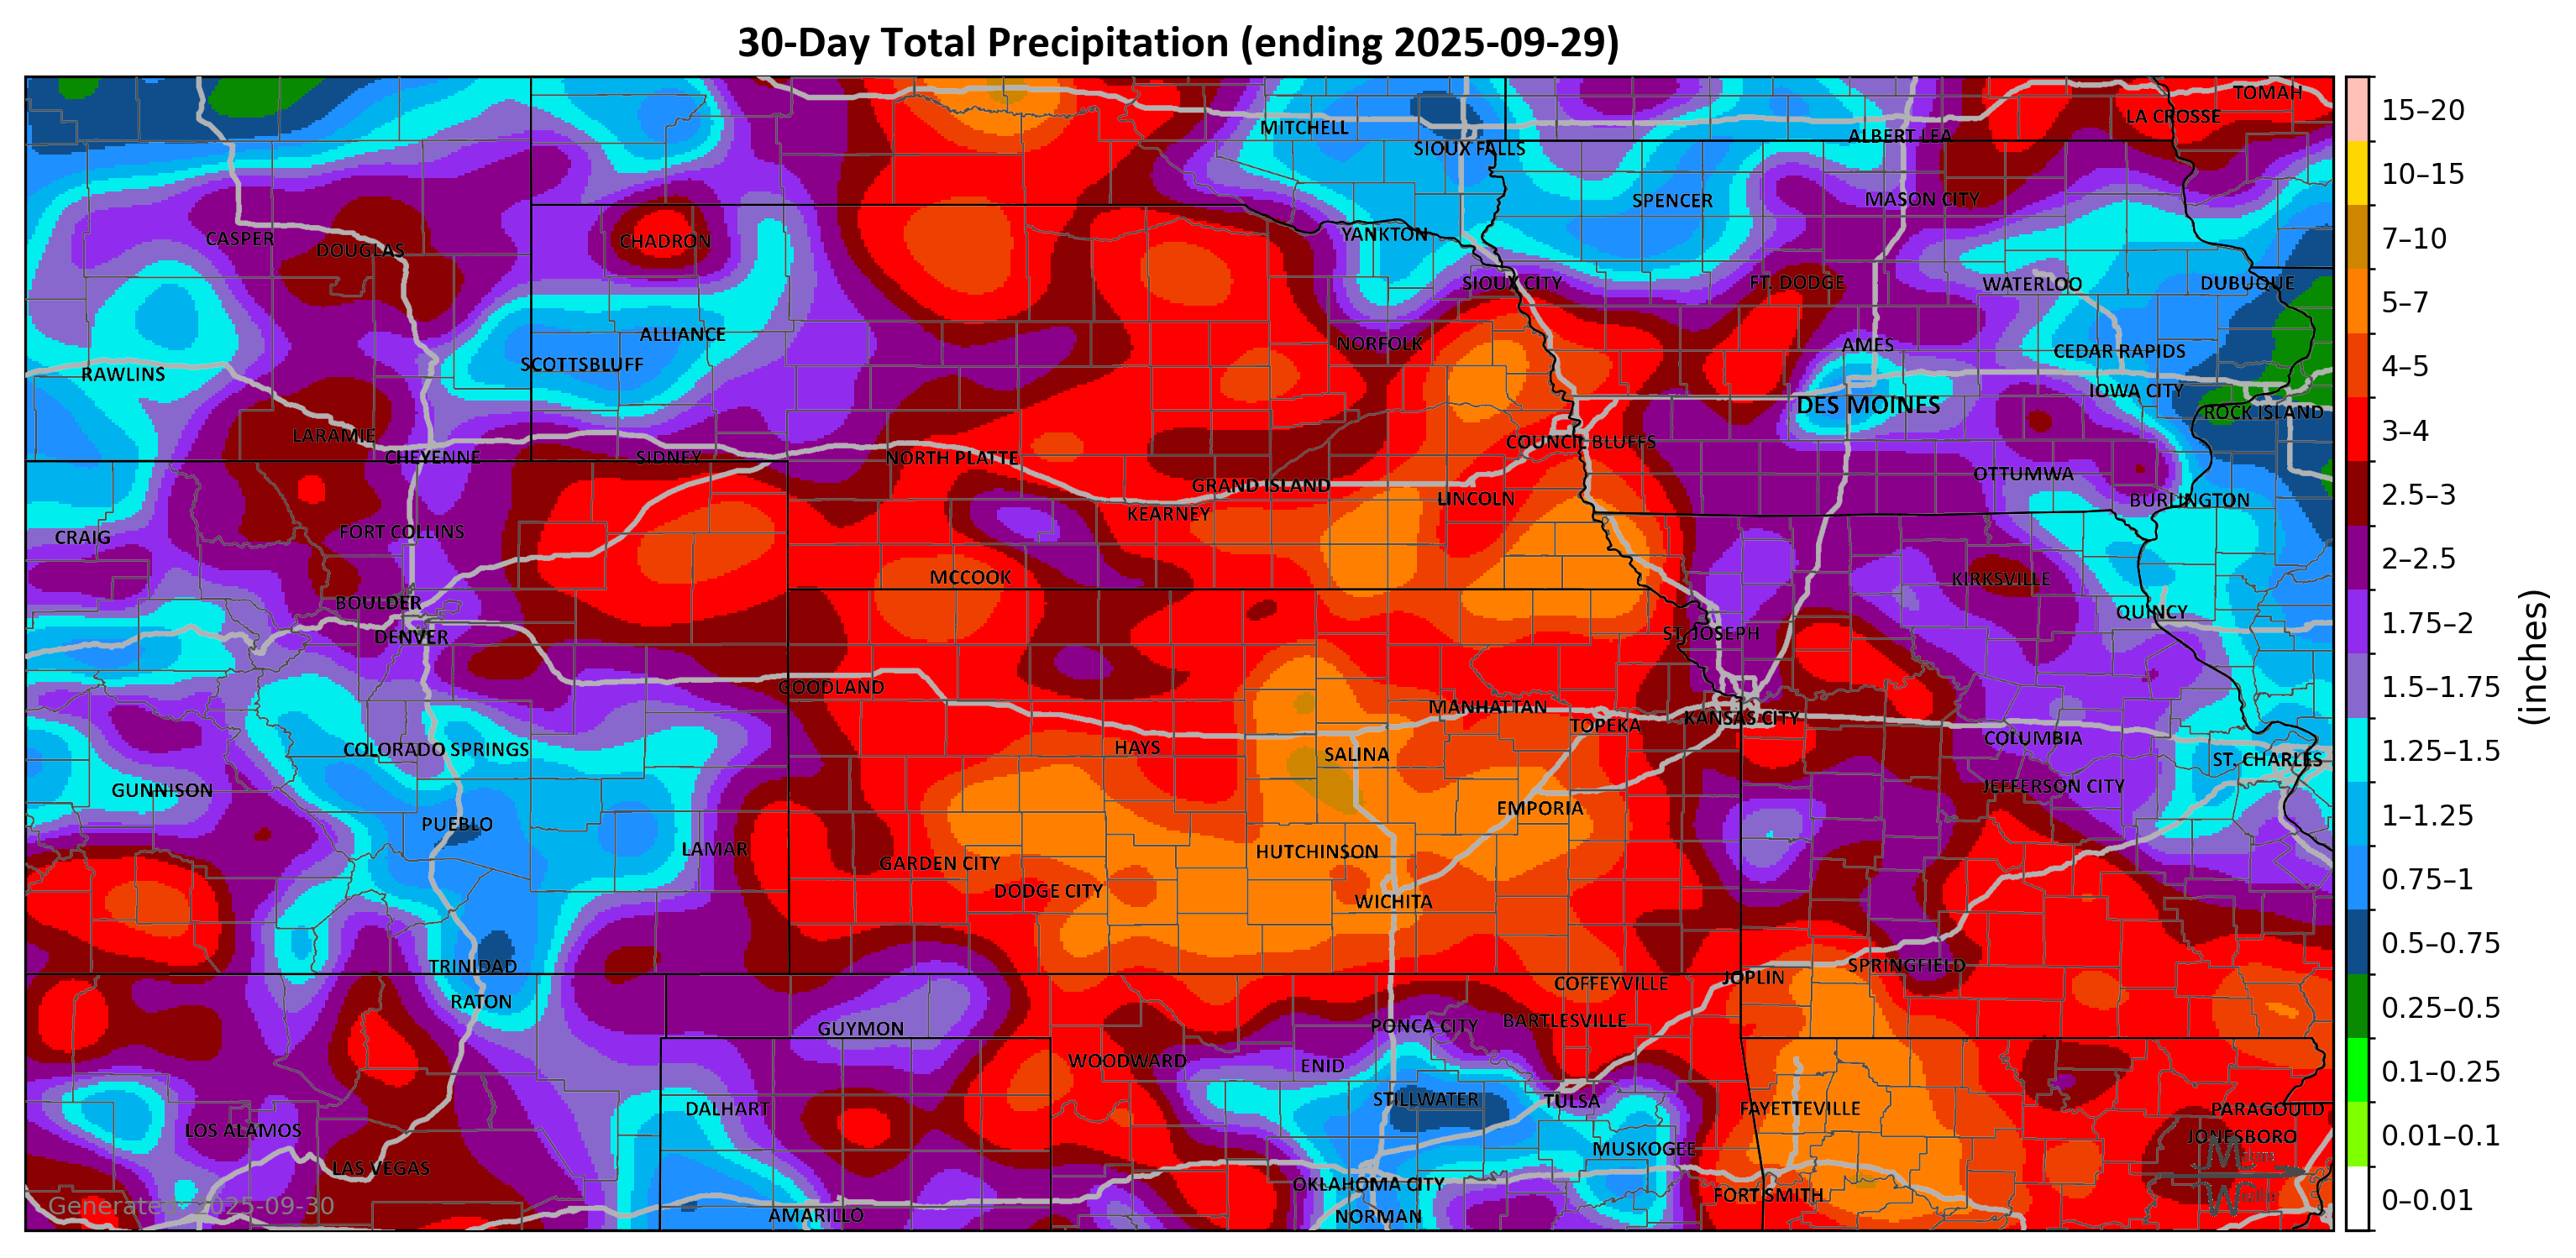 30-Day Total Precipitation (ending 2025-09-29)
TOMAH
LA CROSSE
MITCHELL
ALBERT LEA
SIOUX FALLS
SPENCER
MASON CITY
YANKTON
CASPER
CHADRON
DOUGLAS
SIOUX CITY
FT. DODGE
WATERLOO
DUBUQUE
ALLIANCE
NORFOLK
AMES
CEDAR RAPIDS
SCOTTSBLUFF
RAWLINS
IOWA CITY
DES MOINES
ROCK ISLAND
LARAMIE
COUNCIL BLUFFS
CHEYENNE
SIDNEY
NORTH PLATTE
OTTUMWA
GRAND ISLAND
LINCOLN
BURLINGTON
KEARNEY
FORT COLLINS
CRAIG
MCCOOK
KIRKSVILLE
BOULDER
QUINCY
DENVER
ST. JOSEPH
GOODLAND
MANHATTAN
KANSAS CITY
TOPEKA
COLUMBIA
HAYS
COLORADO SPRINGS
SALINA
ST. CHARLES
GUNNISON
JEFFERSON CITY
EMPORIA
PUEBLO
LAMAR
HUTCHINSON
GARDEN CITY
DODGE CITY
WICHITA
TRINIDAD
SPRINGFIELD
JOPLIN
COFFEYVILLE
RATON
BARTLESVILLE
PONCA CITY
GUYMON
WOODWARD
ENID
STILLWATER
TULSA
DALHART
FAYETTEVILLE
PARAGOULD
LOS ALAMOS
JONESBORO
MUSKOGEE
LAS VEGAS
OKLAHOMA CITY
FORT SMITH
AMARILLO
NORMAN
Generated: 2025-09-30
15–20
10–15
7–10
5–7
4–5
3–4
2.5–3
2–2.5
1.75–2
1.5–1.75
1.25–1.5
1–1.25
0.75–1
0.5–0.75
0.25–0.5
0.1–0.25
0.01–0.1
0–0.01
(inches)